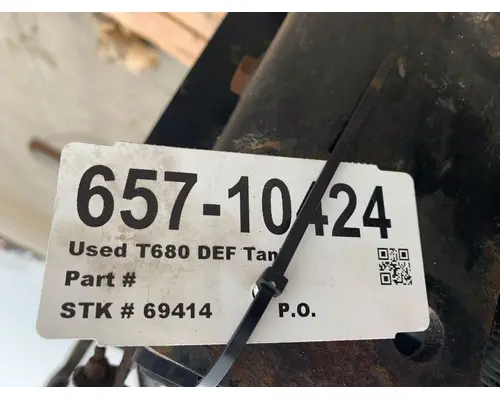 657-10424
Used T680 DEF Tan
Part #
STK # 69414 P.O.